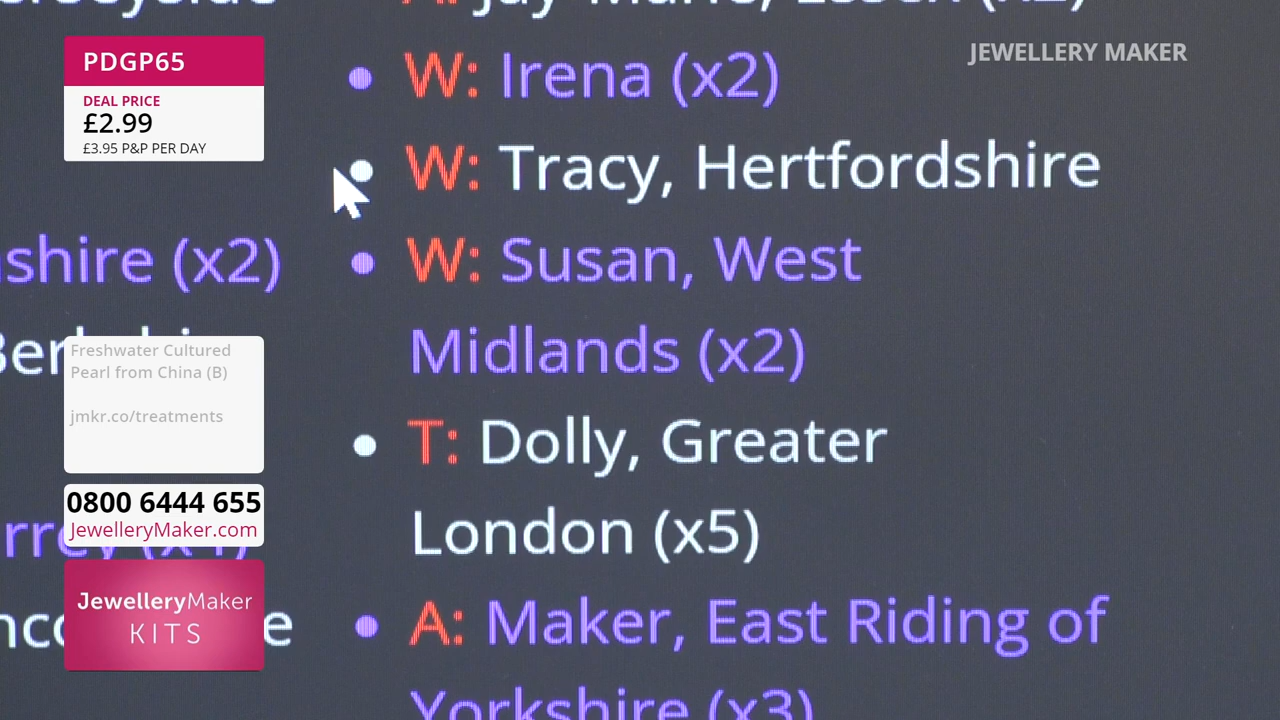 PDGP65
DEAL PRICE
£2.99
£3.95 P&P PER DAY
JEWELLERY MAKER
W: Irena (x2)
W: Tracy, Hertfordshire
shire (x2)
W: Susan, West
Midlands (x2)
Freshwater Cultured
Pearl from China (B)
jmkr.co/treatments
T: Dolly, Greater
London (x5)
0800 6444 655
JewelleryMaker.com
JewelleryMaker
KITS
A: Maker, East Riding of
Yorkshire (x3)